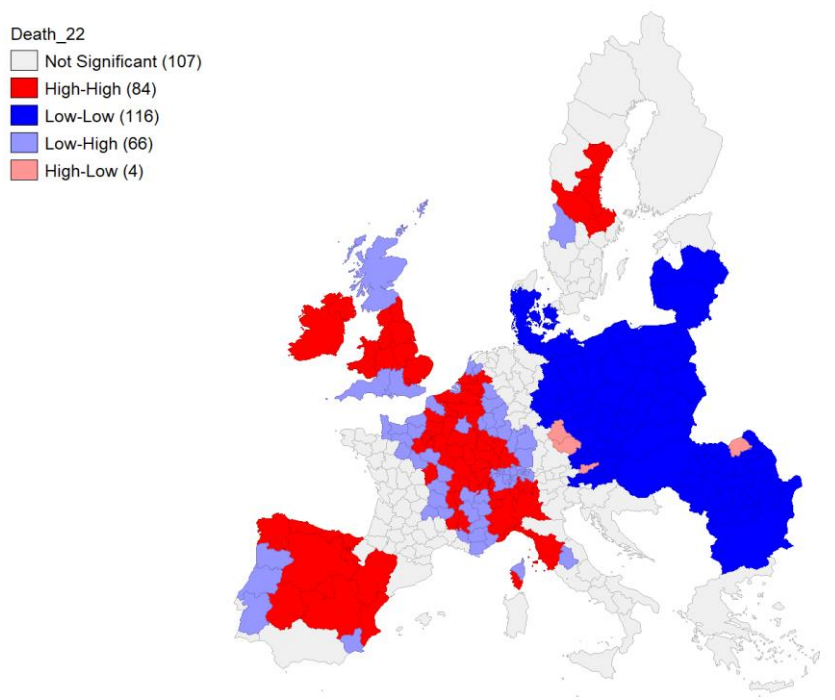 Death_22
Not Significant (107)
High-High (84)
Low-Low (116)
Low-High (66)
High-Low (4)